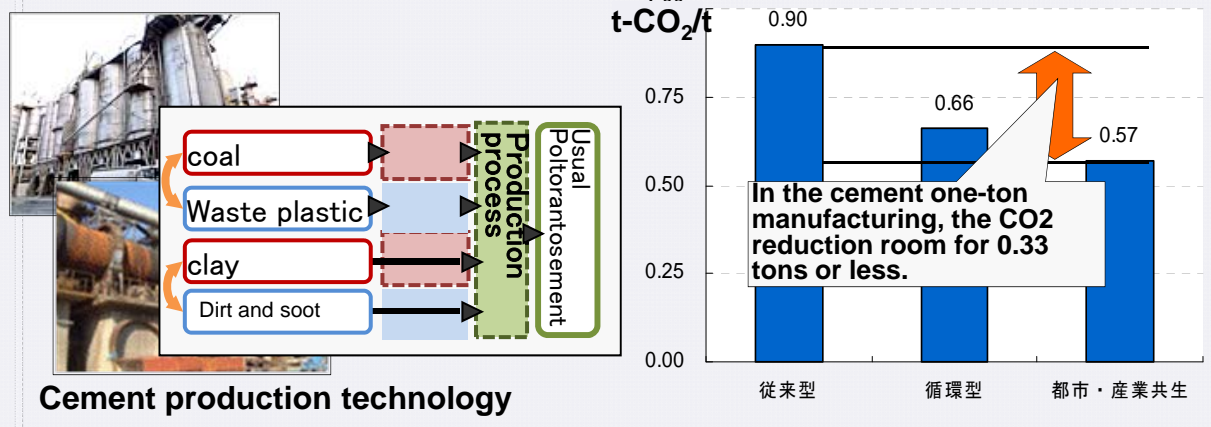 coal
Waste plastic
clay
Dirt and soot
Production
process
Usual
Poltorantosement
Cement production technology
t-CO₂/t
0.90
0.75
0.66
0.57
0.50
0.25
0.00
In the cement one-ton
manufacturing, the CO2
reduction room for 0.33
tons or less.
従来型
循環型
都市・産業共生